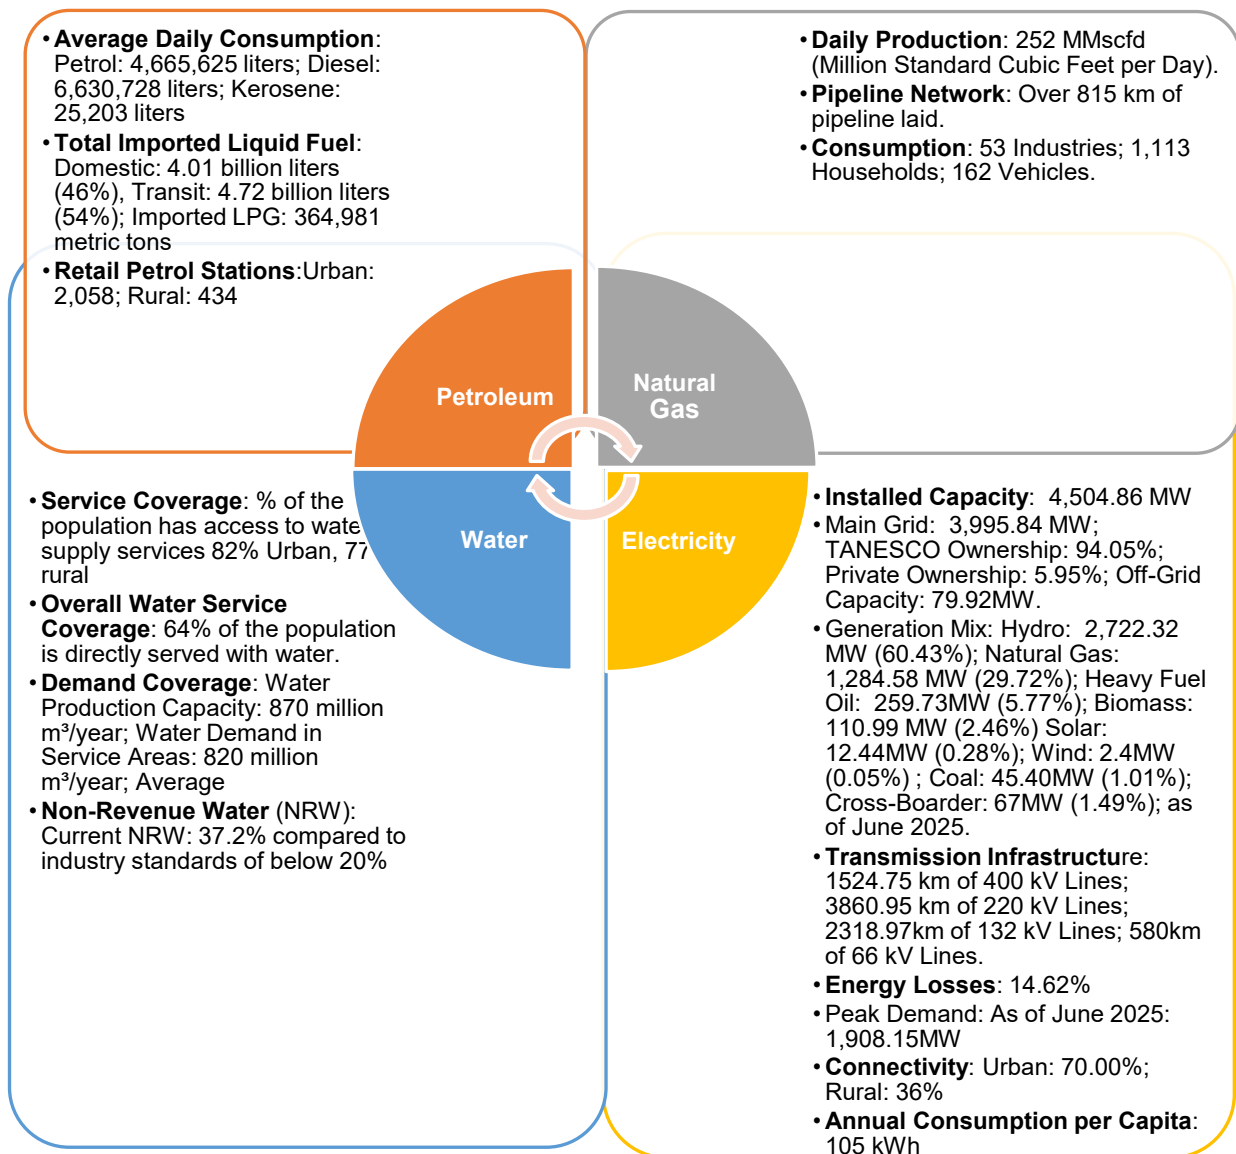 • Average Daily Consumption:
Petrol: 4,665,625 liters; Diesel:
6,630,728 liters; Kerosene:
25,203 liters
• Total Imported Liquid Fuel:
Domestic: 4.01 billion liters
(46%), Transit: 4.72 billion liters
(54%); Imported LPG: 364,981
metric tons
• Retail Petrol Stations:Urban:
2,058; Rural: 434
• Daily Production: 252 MMscfd
(Million Standard Cubic Feet per Day).
• Pipeline Network: Over 815 km of
pipeline laid.
• Consumption: 53 Industries; 1,113
Households; 162 Vehicles.
Petroleum
Natural
Gas
Water
Electricity
• Service Coverage: % of the
population has access to wate
supply services 82% Urban, 77
rural
• Overall Water Service
Coverage: 64% of the population
is directly served with water.
• Demand Coverage: Water
Production Capacity: 870 million
m³/year; Water Demand in
Service Areas: 820 million
m³/year; Average
• Non-Revenue Water (NRW):
Current NRW: 37.2% compared to
industry standards of below 20%
• Installed Capacity: 4,504.86 MW
• Main Grid: 3,995.84 MW;
TANESCO Ownership: 94.05%;
Private Ownership: 5.95%; Off-Grid
Capacity: 79.92MW.
• Generation Mix: Hydro: 2,722.32
MW (60.43%); Natural Gas:
1,284.58 MW (29.72%); Heavy Fuel
Oil: 259.73MW (5.77%); Biomass:
110.99 MW (2.46%) Solar:
12.44MW (0.28%); Wind: 2.4MW
(0.05%) ; Coal: 45.40MW (1.01%);
Cross-Boarder: 67MW (1.49%); as
of June 2025.
• Transmission Infrastructure:
1524.75 km of 400 kV Lines;
3860.95 km of 220 kV Lines;
2318.97km of 132 kV Lines; 580km
of 66 kV Lines.
• Energy Losses: 14.62%
• Peak Demand: As of June 2025:
1,908.15MW
• Connectivity: Urban: 70.00%;
Rural: 36%
• Annual Consumption per Capita:
105 kWh